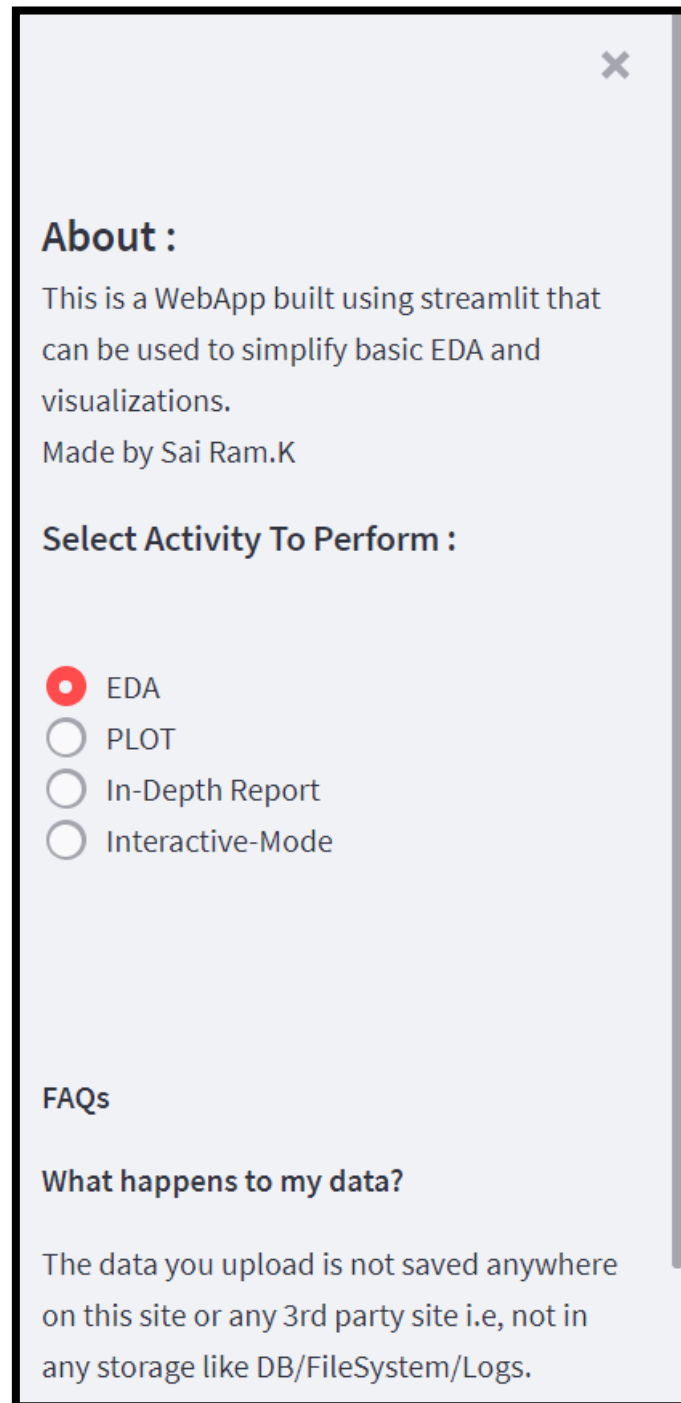 About :
This is a WebApp built using streamlit that
can be used to simplify basic EDA and
visualizations.
Made by Sai Ram.K
Select Activity To Perform :
EDA
PLOT
In-Depth Report
Interactive-Mode
FAQs
What happens to my data?
The data you upload is not saved anywhere
on this site or any 3rd party site i.e, not in
any storage like DB/FileSystem/Logs.